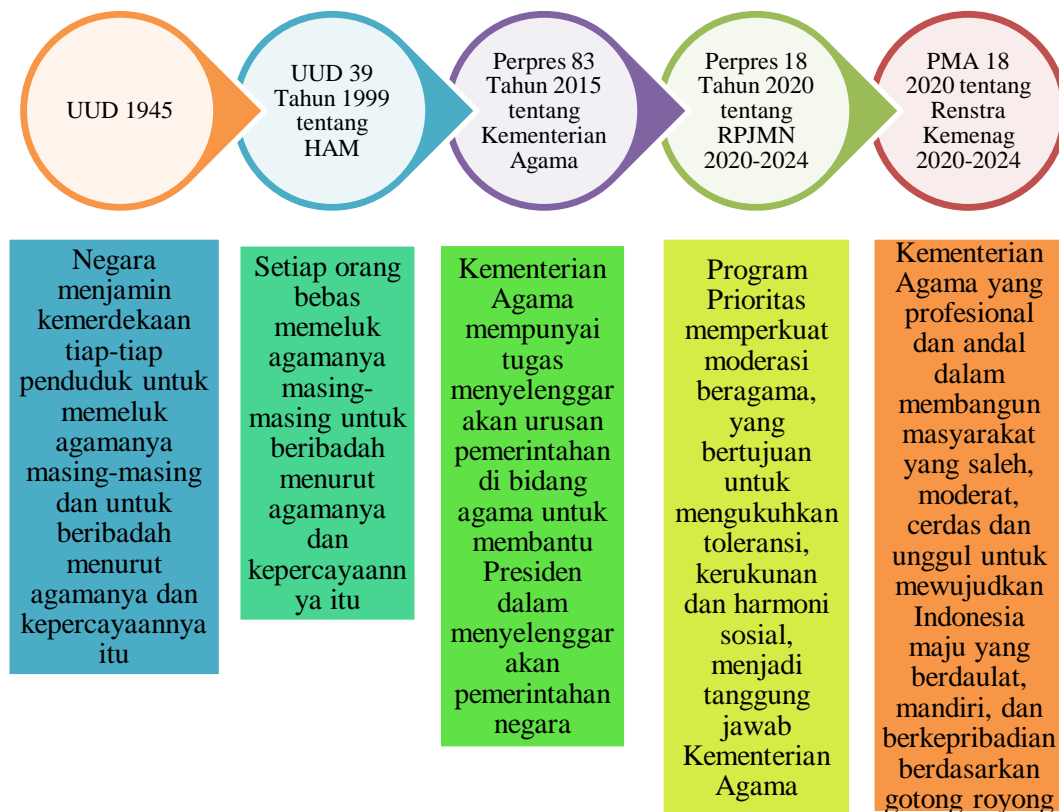 UUD 1945
UUD 39
Tahun 1999
tentang
HAM
Perpres 83
Tahun 2015
tentang
Kementerian
Agama
Perpres 18
Tahun 2020
tentang
RPJMN
2020-2024
PMA 18
2020 tentang
Renstra
Kemenag
2020-2024
Negara
menjamin
kemerdekaan
tiap-tiap
penduduk untuk
memeluk
agamanya
masing-masing
dan untuk
beribadah
menurut
agamanya dan
kepercayaannya
itu
Setiap orang
bebas
memeluk
agamanya
masing-
masing untuk
beribadah
menurut
agamanya
dan
kepercayaann
ya itu
Kementerian
Agama
mempunyai
tugas
menyelenggar
akan urusan
pemerintahan
di bidang
agama untuk
membantu
Presiden
dalam
menyelenggar
akan
pemerintahan
negara
Program
Prioritas
memperkuat
moderasi
beragama,
yang
bertujuan
untuk
mengukuhkan
toleransi,
kerukunan
dan harmoni
sosial,
menjadi
tanggung
jawab
Kementerian
Agama
Kementerian
Agama yang
profesional
dan andal
dalam
membangun
masyarakat
yang saleh,
moderat,
cerdas dan
unggul untuk
mewujudkan
Indonesia
maju yang
berdaulat,
mandiri, dan
berkepribadian
berdasarkan
gotong royong